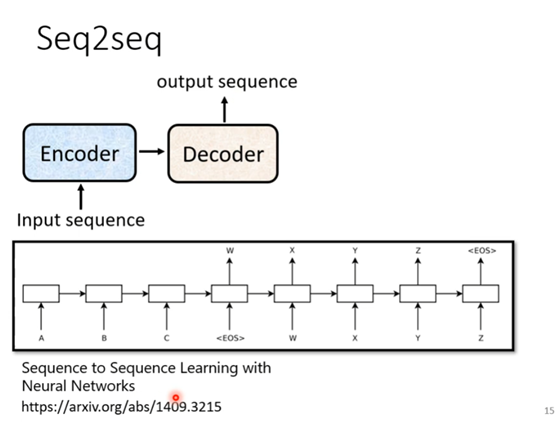 Seq2seq
output sequence
Encoder
Decoder
Input sequence
W X Y Z <EOS>
A B C <EOS> W X Y Z
Sequence to Sequence Learning with
Neural Networks
https://arxiv.org/abs/1409.3215
15